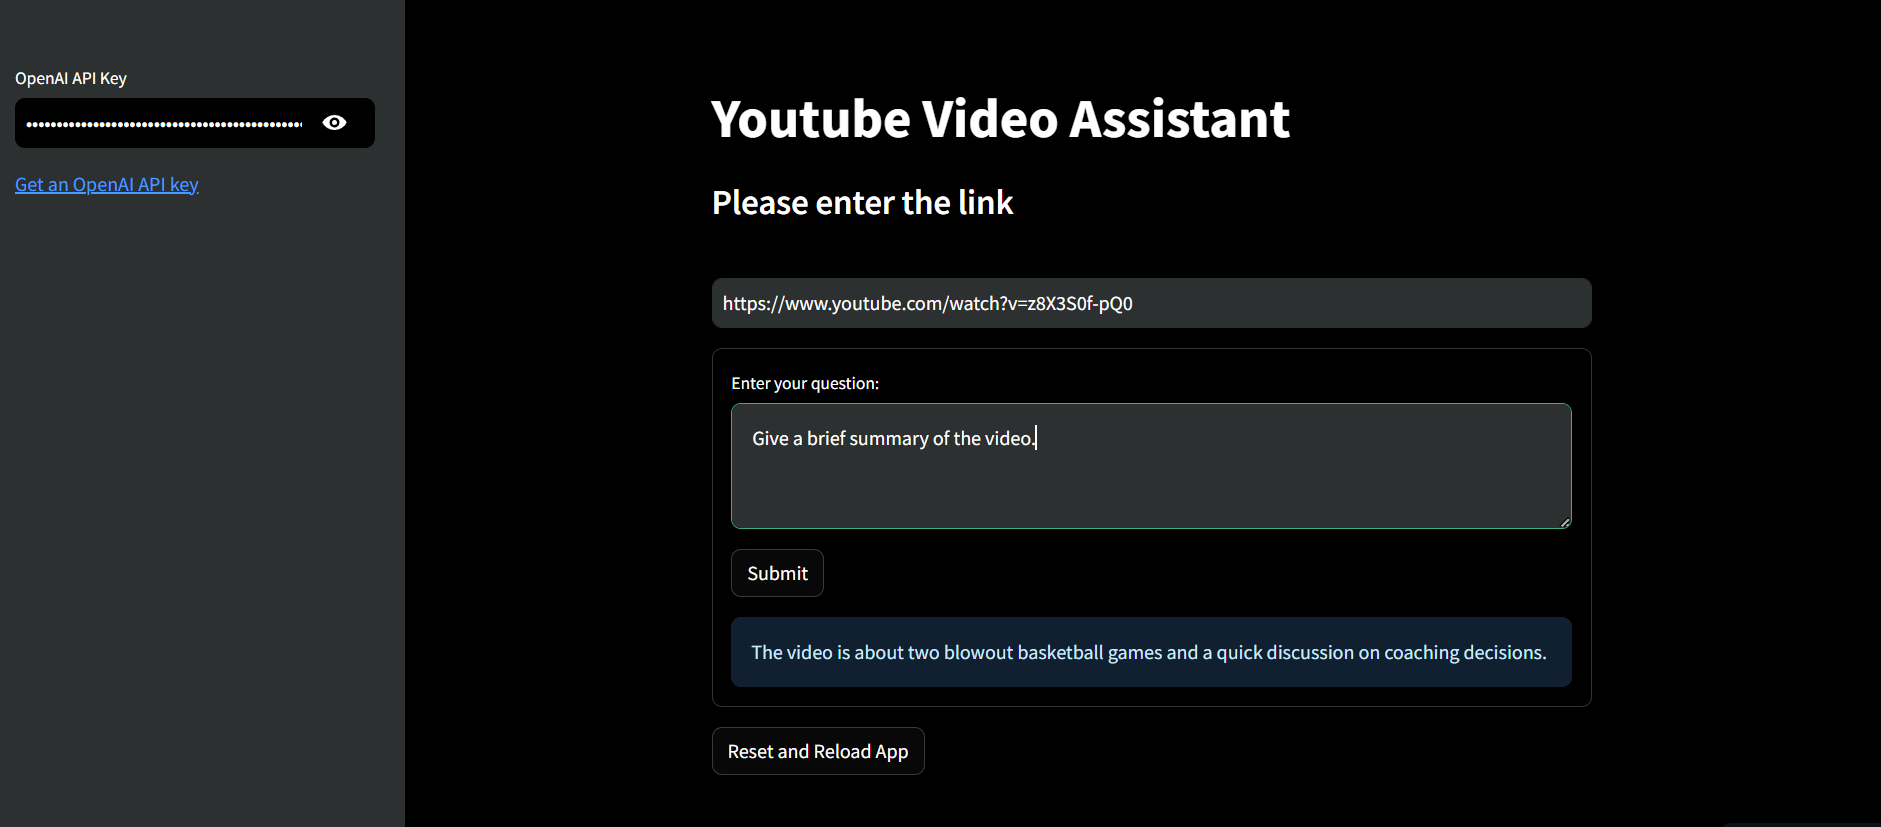 OpenAI API Key
Get an OpenAI API key
Youtube Video Assistant
Please enter the link
https://www.youtube.com/watch?v=z8X3S0f-pQ0
Enter your question:
Give a brief summary of the video.
Submit
The video is about two blowout basketball games and a quick discussion on coaching decisions.
Reset and Reload App